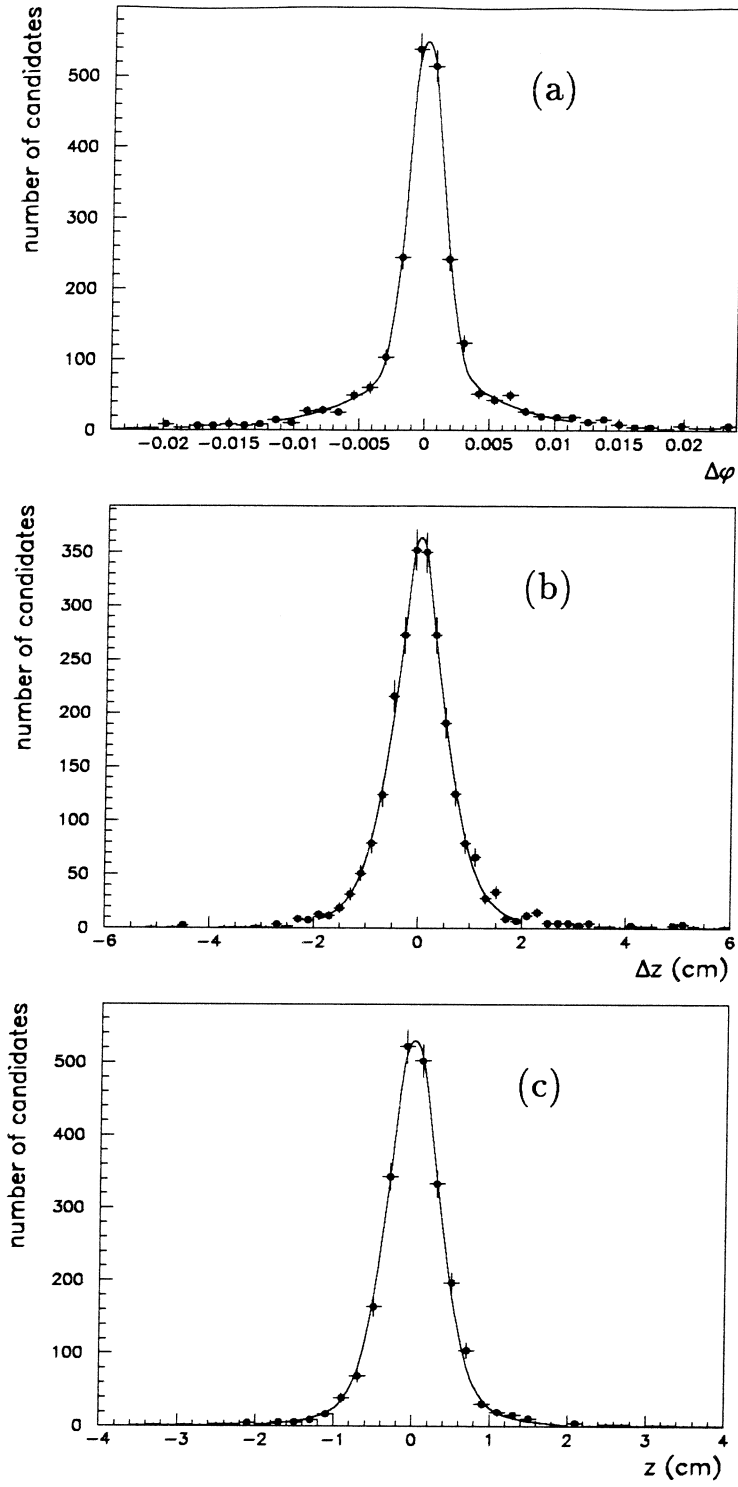 number of candidates
500
400
300
200
100
0
(a)
−0.02 −0.015 −0.01 −0.005 0 0.005 0.01 0.015 0.02
Δφ
number of candidates
350
300
250
200
150
100
50
0
(b)
−6 −4 −2 0 2 4 6
Δz (cm)
number of candidates
500
400
300
200
100
0
(c)
−4 −3 −2 −1 0 1 2 3 4
z (cm)